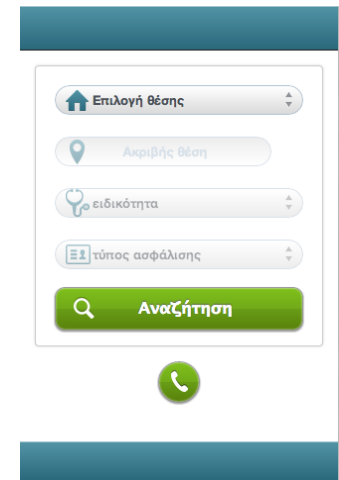 Επιλογή θέσης
Ακριβής θέση
ειδικότητα
τύπος ασφάλισης
Αναζήτηση